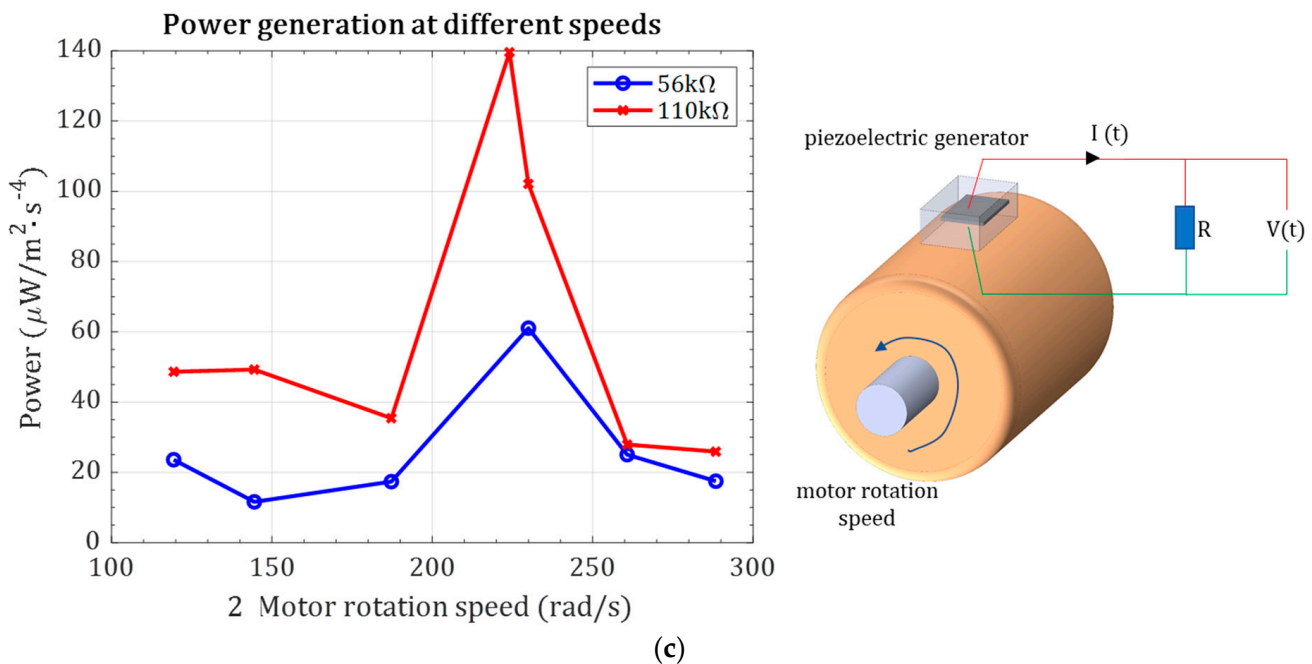 Power generation at different speeds
140
120
100
80
60
40
20
0
Power (μW/m²·s⁻⁴)
56kΩ
110kΩ
100
150
200
250
300
2 Motor rotation speed (rad/s)
piezoelectric generator
I (t)
R
V(t)
motor rotation
speed
(c)